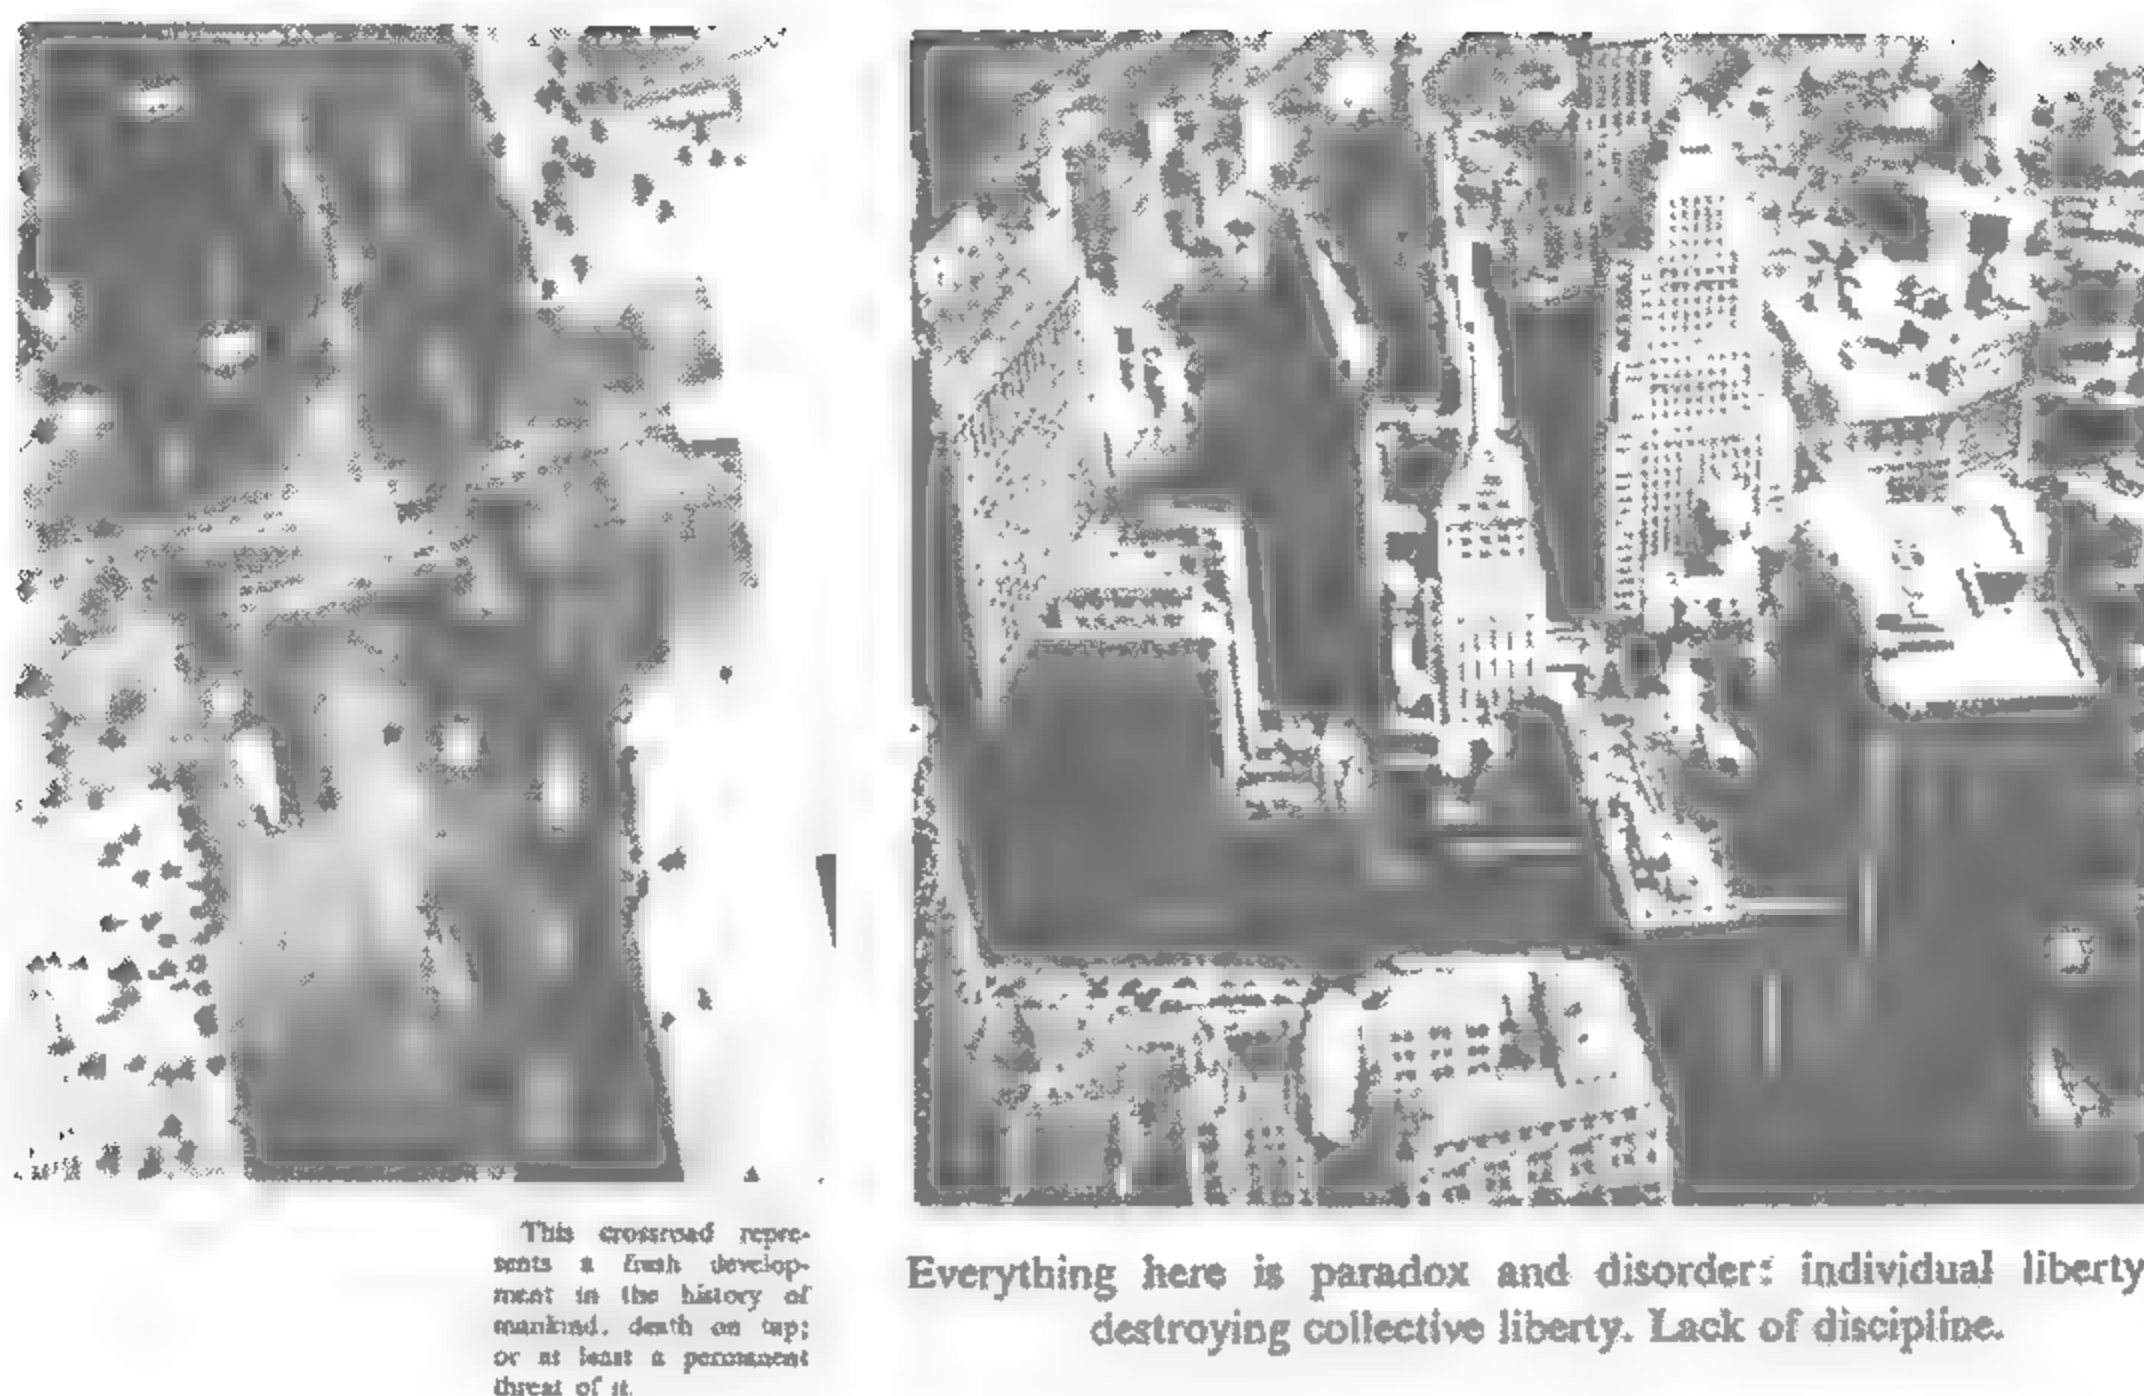 This crossroad repre-
sents a fresh develop-
ment in the history of
mankind. death on tap;
or at least a permanent
threat of it.
Everything here is paradox and disorder: individual liberty
destroying collective liberty. Lack of discipline.